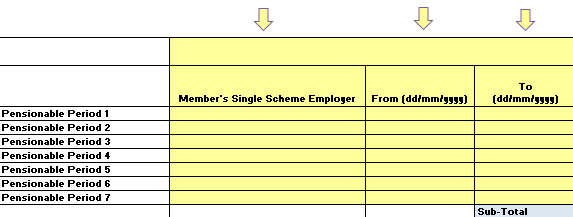 To
Member's Single Scheme Employer From (dd/mm/yyyy) (dd/mm/yyyy)
Pensionable Period 1
Pensionable Period 2
Pensionable Period 3
Pensionable Period 4
Pensionable Period 5
Pensionable Period 6
Pensionable Period 7
Sub-Total